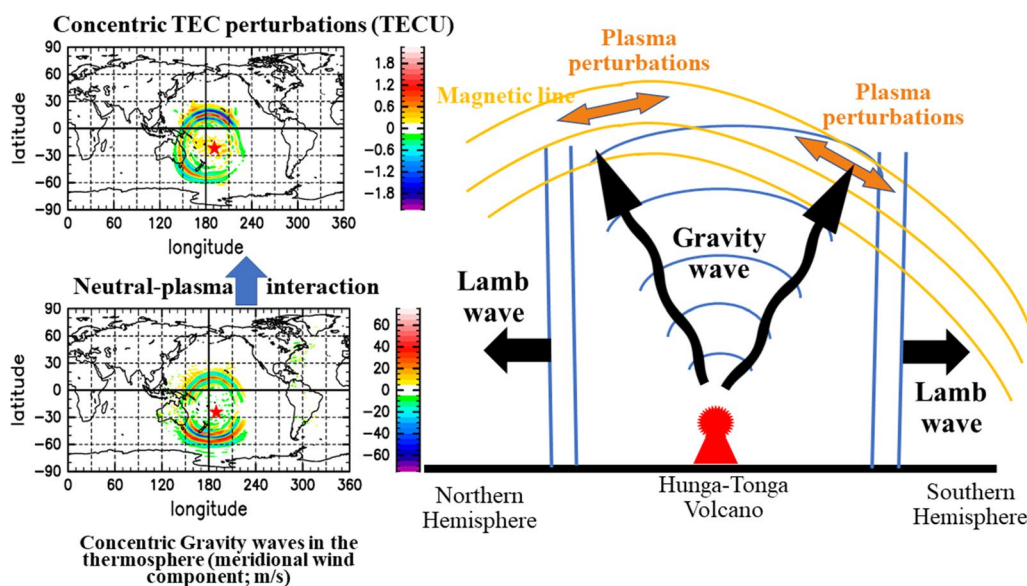 Concentric TEC perturbations (TECU)
90
60
30
0
−30
−60
−90
latitude
0 60 120 180 240 300 360
longitude
1.8
1.2
0.6
0
−0.6
−1.2
−1.8
Neutral-plasma interaction
90
60
30
0
−30
−60
−90
latitude
0 60 120 180 240 300 360
longitude
60
40
20
0
−20
−40
−60
Concentric Gravity waves in the
thermosphere (meridional wind
component; m/s)
Plasma
perturbations
Magnetic line
Plasma
perturbations
Gravity
wave
Lamb
wave
Lamb
wave
Northern
Hemisphere
Hunga-Tonga
Volcano
Southern
Hemisphere